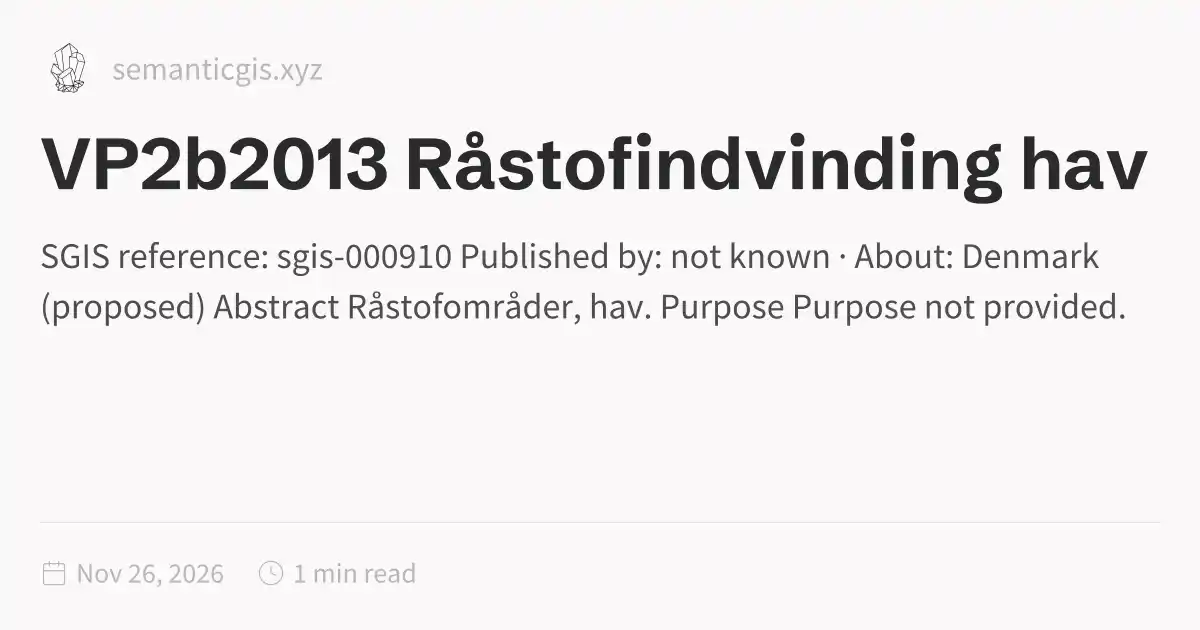 semanticgis.xyz
VP2b2013 Råstofindvinding hav
SGIS reference: sgis-000910 Published by: not known · About: Denmark
(proposed) Abstract Råstofområder, hav. Purpose Purpose not provided.
Nov 26, 2026 1 min read